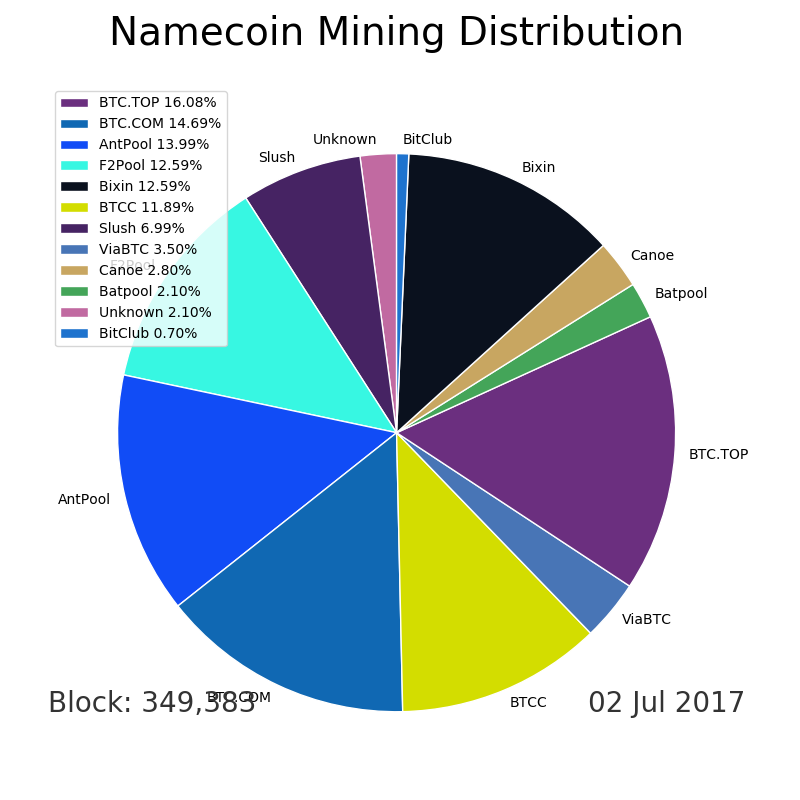 Namecoin Mining Distribution
BTC.TOP 16.08%
BTC.COM 14.69%
AntPool 13.99%
F2Pool 12.59%
Bixin 12.59%
BTCC 11.89%
Slush 6.99%
ViaBTC 3.50%
Canoe 2.80%
Batpool 2.10%
Unknown 2.10%
BitClub 0.70%
Unknown
BitClub
Slush
Bixin
Canoe
F2Pool
Batpool
BTC.TOP
AntPool
ViaBTC
BTC.COM
BTCC
Block: 349,383
02 Jul 2017